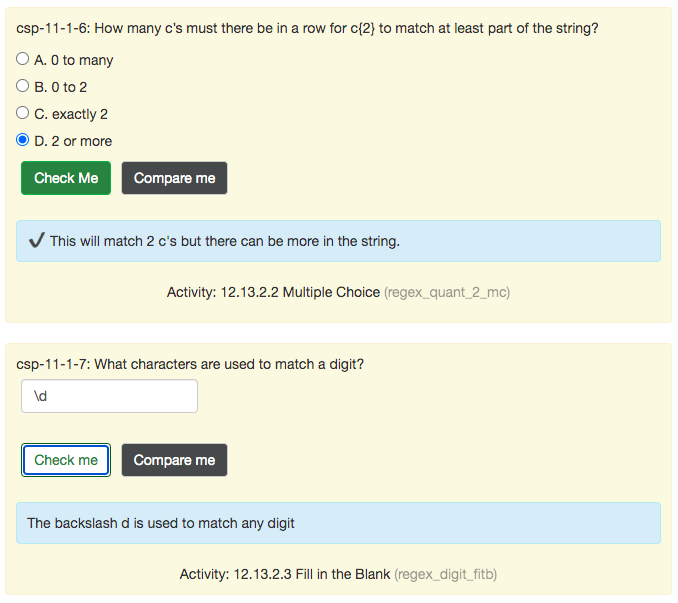 csp-11-1-6: How many c's must there be in a row for c{2} to match at least part of the string?
A. 0 to many
B. 0 to 2
C. exactly 2
D. 2 or more
Check Me Compare me
✔ This will match 2 c's but there can be more in the string.
Activity: 12.13.2.2 Multiple Choice (regex_quant_2_mc)
csp-11-1-7: What characters are used to match a digit?
\d
Check me Compare me
The backslash d is used to match any digit
Activity: 12.13.2.3 Fill in the Blank (regex_digit_fitb)